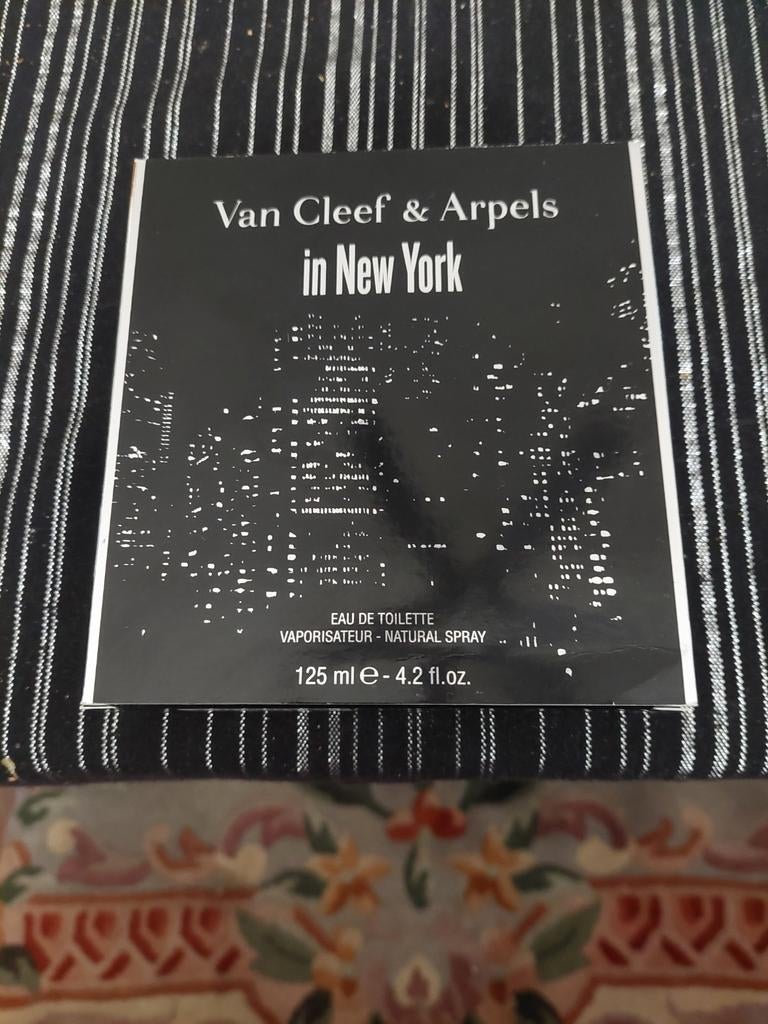 Van Cleef & Arpels
in New York
EAU DE TOILETTE
VAPORISATEUR - NATURAL SPRAY
125 ml ℮ - 4.2 fl.oz.